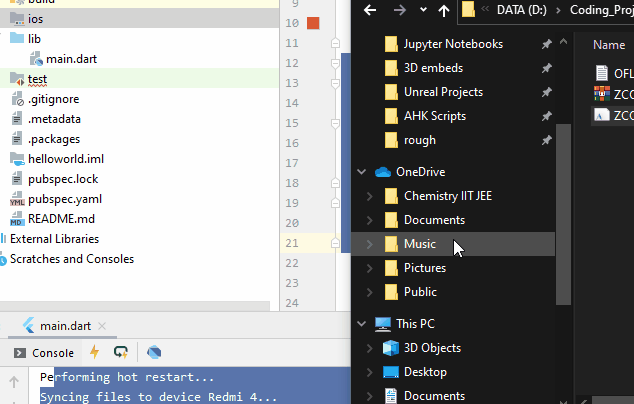 build
ios
lib
main.dart
test
.gitignore
.metadata
.packages
helloworld.iml
pubspec.lock
YML pubspec.yaml
MD README.md
External Libraries
Scratches and Consoles
9
10
11
12
13
14
15
16
17
18
19
20
21
22
23
24
main.dart
Console
Performing hot restart...
Syncing files to device Redmi 4...
DATA (D:) Coding_Proj
Jupyter Notebooks
3D embeds
Unreal Projects
AHK Scripts
rough
OneDrive
Chemistry IIT JEE
Documents
Music
Pictures
Public
This PC
3D Objects
Desktop
Documents
Name
OFL
ZCO
ZCO